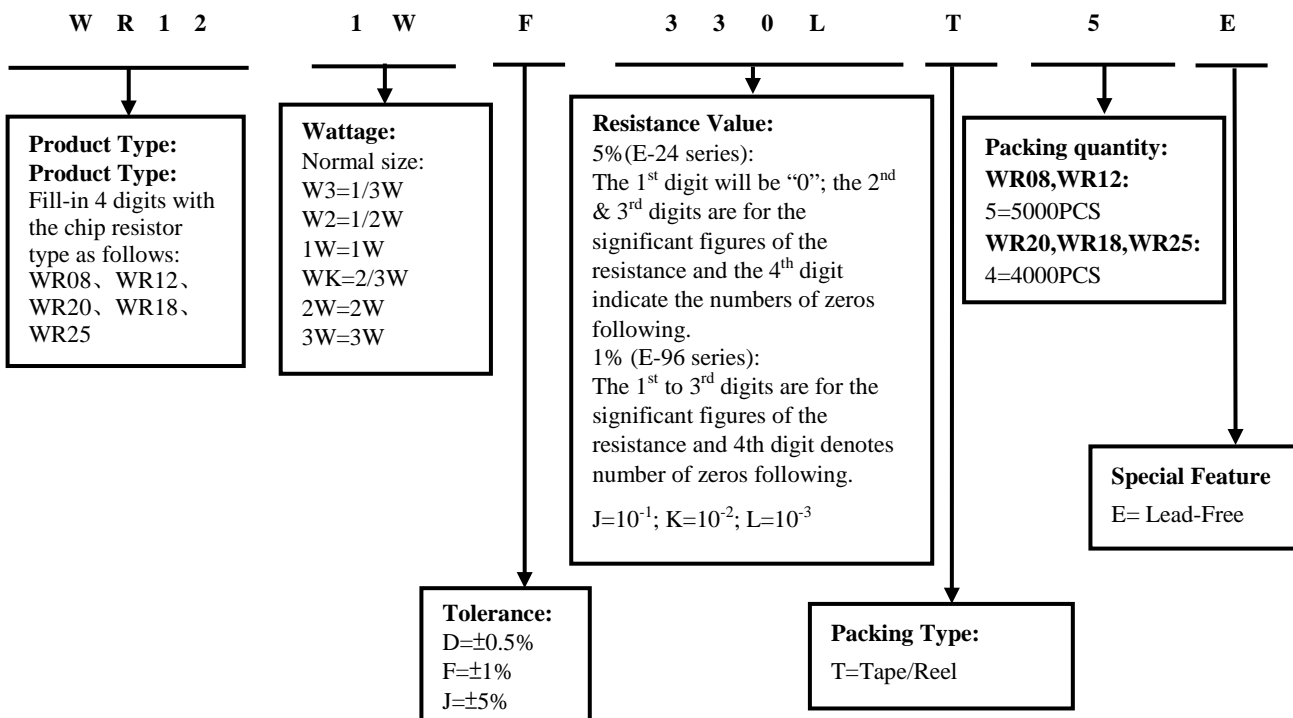 W R 1 2 1 W F 3 3 0 L T 5 E
Product Type:
Product Type:
Fill-in 4 digits with
the chip resistor
type as follows:
WR08、WR12、
WR20、WR18、
WR25
Wattage:
Normal size:
W3=1/3W
W2=1/2W
1W=1W
WK=2/3W
2W=2W
3W=3W
Resistance Value:
5%(E-24 series):
The 1st digit will be “0”; the 2nd
& 3rd digits are for the
significant figures of the
resistance and the 4th digit
indicate the numbers of zeros
following.
1% (E-96 series):
The 1st to 3rd digits are for the
significant figures of the
resistance and 4th digit denotes
number of zeros following.
J=10-1; K=10-2; L=10-3
Packing quantity:
WR08,WR12:
5=5000PCS
WR20,WR18,WR25:
4=4000PCS
Special Feature
E= Lead-Free
Tolerance:
D=±0.5%
F=±1%
J=±5%
Packing Type:
T=Tape/Reel